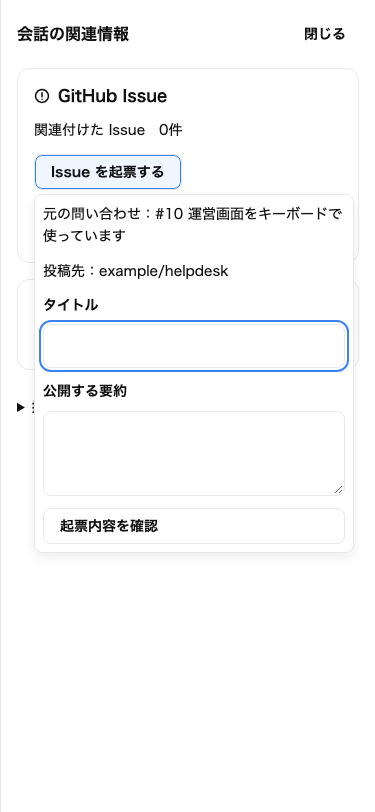 会話の関連情報
閉じる
GitHub Issue
関連付けた Issue 0件
Issue を起票する
元の問い合わせ：#10 運営画面をキーボードで
使っています
投稿先：example/helpdesk
タイトル
公開する要約
起票内容を確認